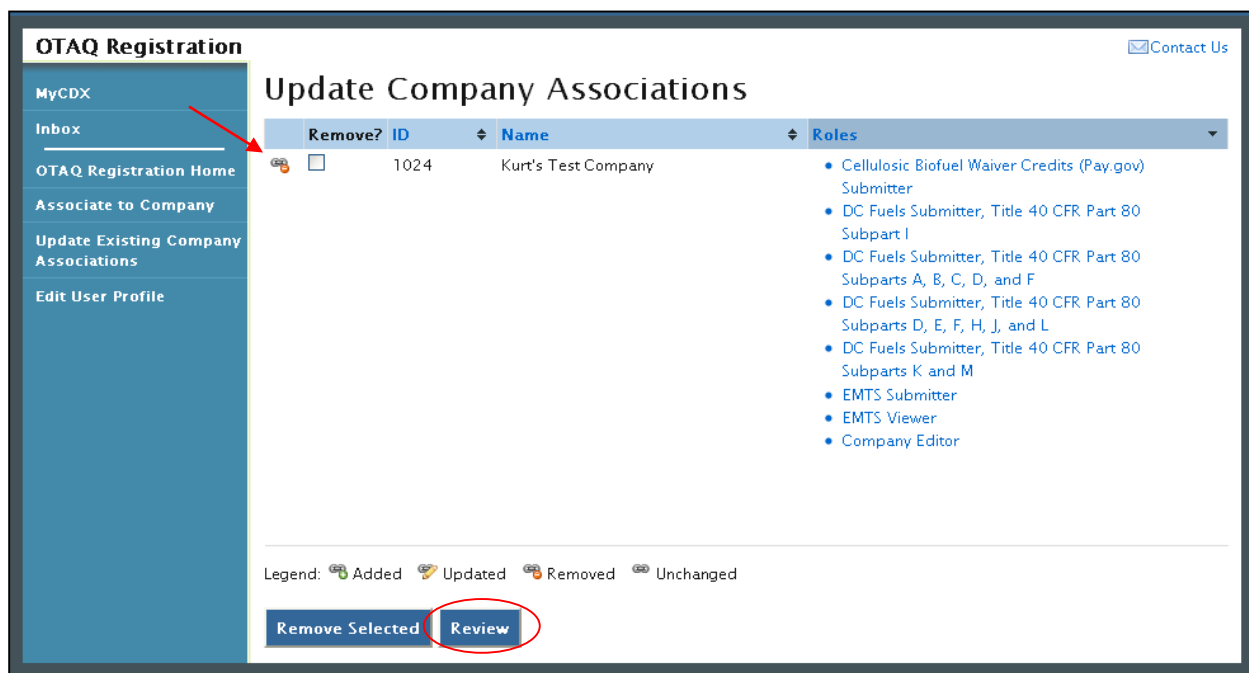 OTAQ Registration
Contact Us
MyCDX
Inbox
OTAQ Registration Home
Associate to Company
Update Existing Company
Associations
Edit User Profile
Update Company Associations
Remove? ID Name Roles
1024 Kurt's Test Company
Cellulosic Biofuel Waiver Credits (Pay.gov)
Submitter
DC Fuels Submitter, Title 40 CFR Part 80
Subpart I
DC Fuels Submitter, Title 40 CFR Part 80
Subparts A, B, C, D, and F
DC Fuels Submitter, Title 40 CFR Part 80
Subparts D, E, F, H, J, and L
DC Fuels Submitter, Title 40 CFR Part 80
Subparts K and M
EMTS Submitter
EMTS Viewer
Company Editor
Legend: Added Updated Removed Unchanged
Remove Selected Review